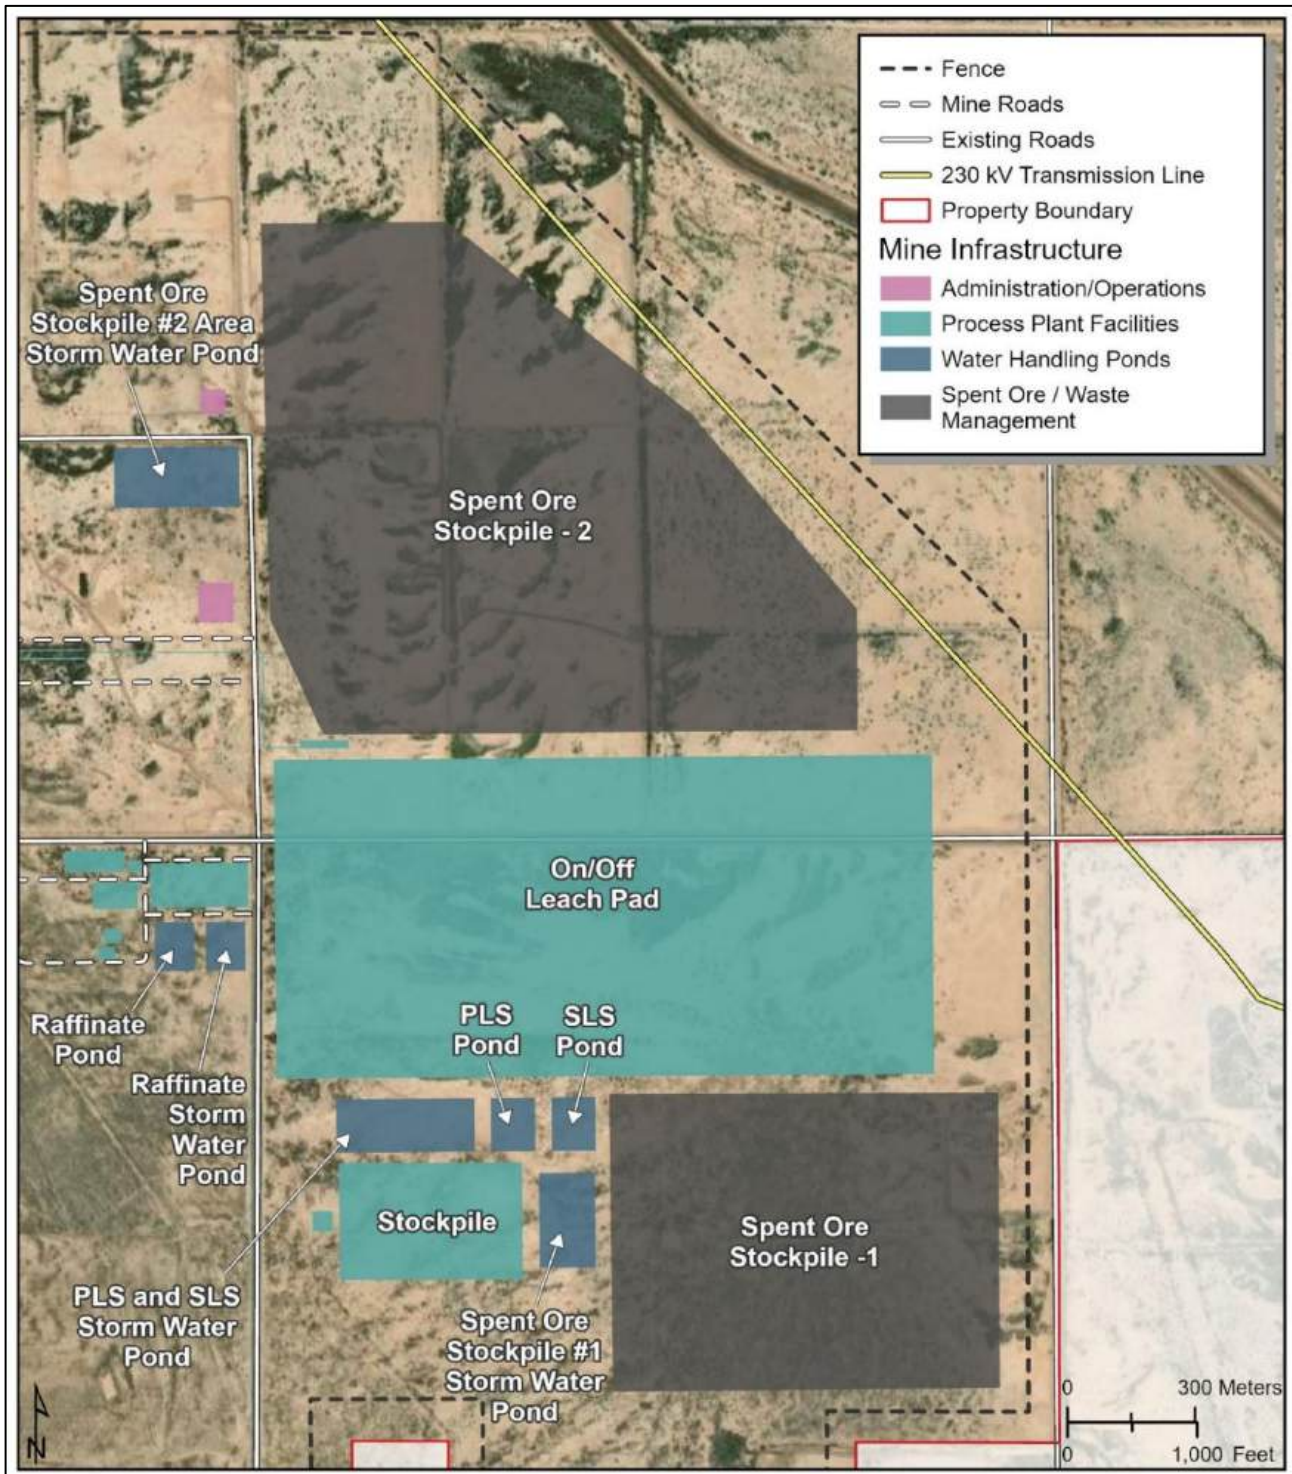 Fence
Mine Roads
Existing Roads
230 kV Transmission Line
Property Boundary
Mine Infrastructure
Administration/Operations
Process Plant Facilities
Water Handling Ponds
Spent Ore / Waste
Management
Spent Ore
Stockpile #2 Area
Storm Water Pond
Spent Ore
Stockpile - 2
On/Off
Leach Pad
Raffinate
Pond
Raffinate
Storm
Water
Pond
PLS
Pond
SLS
Pond
Stockpile
Spent Ore
Stockpile -1
PLS and SLS
Storm Water
Pond
Spent Ore
Stockpile #1
Storm Water
Pond
N
0 300 Meters
0 1,000 Feet